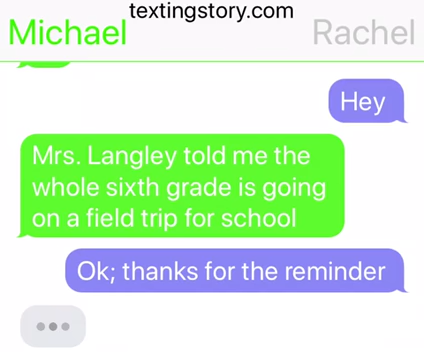 textingstory.com
Michael Rachel
Hey
Mrs. Langley told me the
whole sixth grade is going
on a field trip for school
Ok; thanks for the reminder